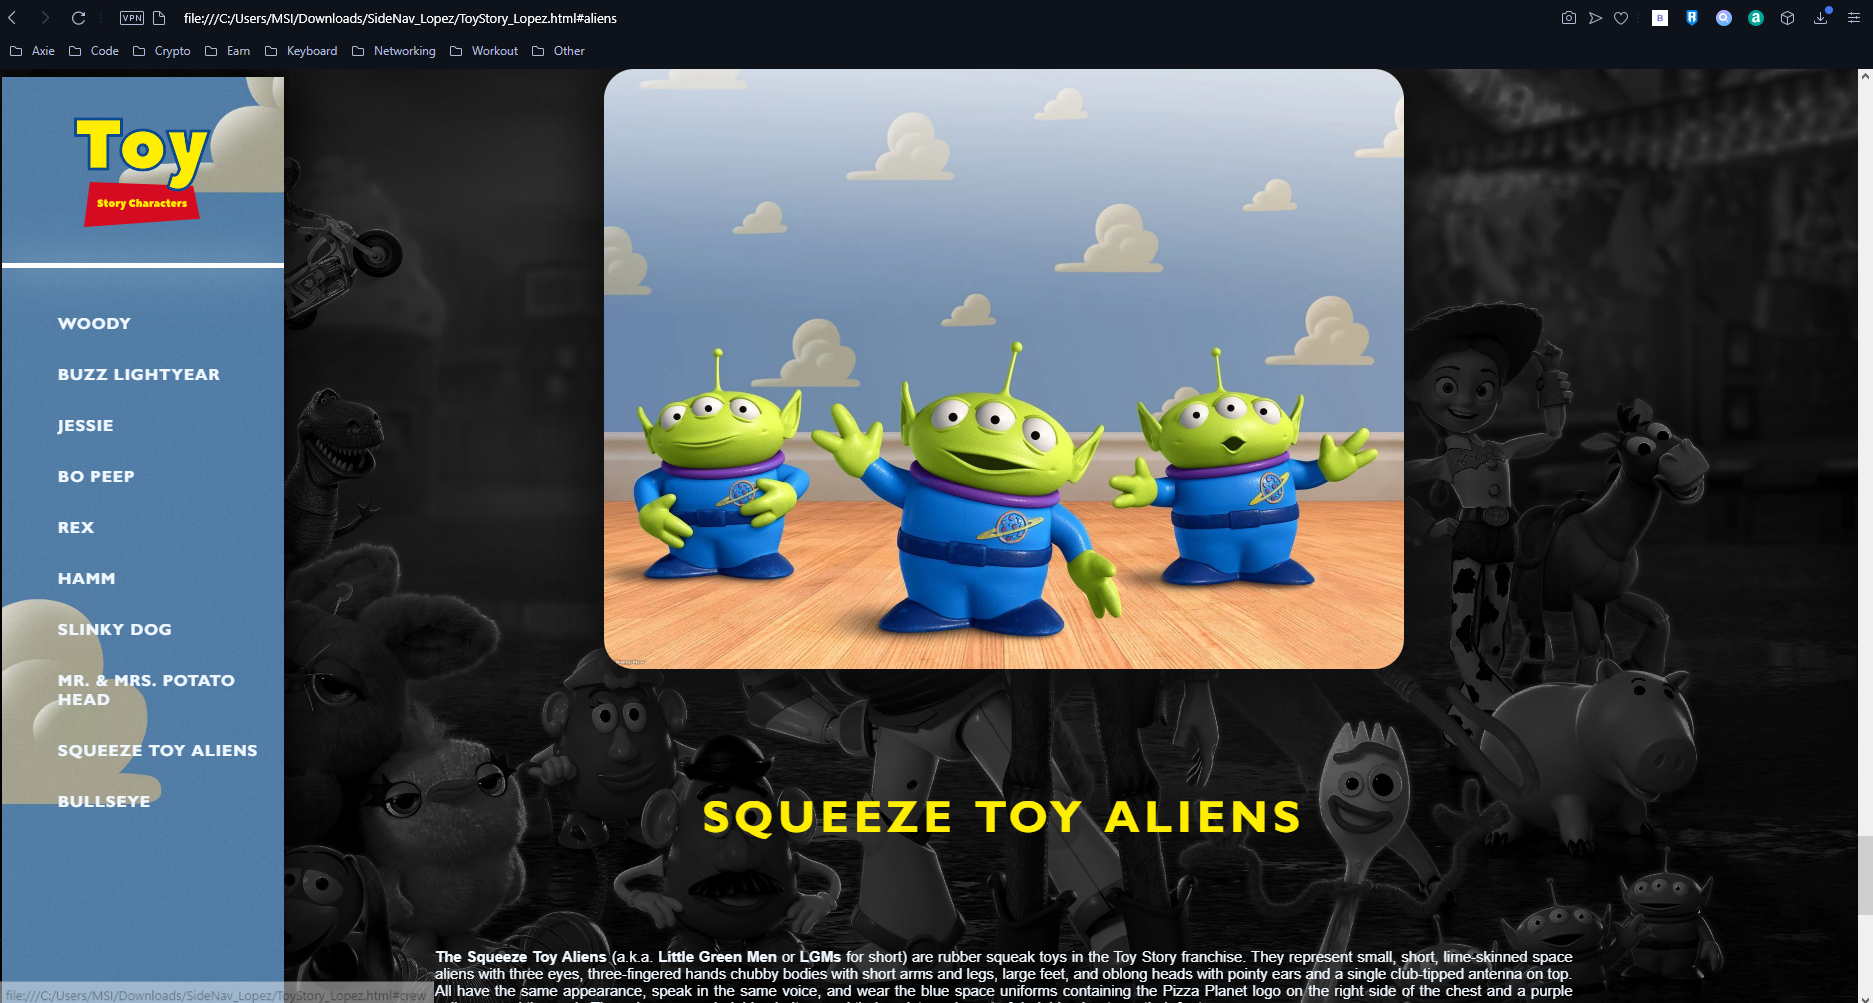 VPN
file:///C:/Users/MSI/Downloads/SideNav_Lopez/ToyStory_Lopez.html#aliens
Axie
Code
Crypto
Earn
Keyboard
Networking
Workout
Other
Toy
Story Characters
WOODY
BUZZ LIGHTYEAR
JESSIE
BO PEEP
REX
HAMM
SLINKY DOG
MR. & MRS. POTATO
HEAD
SQUEEZE TOY ALIENS
BULLSEYE
SQUEEZE TOY ALIENS
The Squeeze Toy Aliens (a.k.a. Little Green Men or LGMs for short) are rubber squeak toys in the Toy Story franchise. They represent small, short, lime-skinned space
aliens with three eyes, three-fingered hands chubby bodies with short arms and legs, large feet, and oblong heads with pointy ears and a single club-tipped antenna on top.
All have the same appearance, speak in the same voice, and wear the blue space uniforms containing the Pizza Planet logo on the right side of the chest and a purple
file:///C:/Users/MSI/Downloads/SideNav_Lopez/ToyStory_Lopez.html#crew